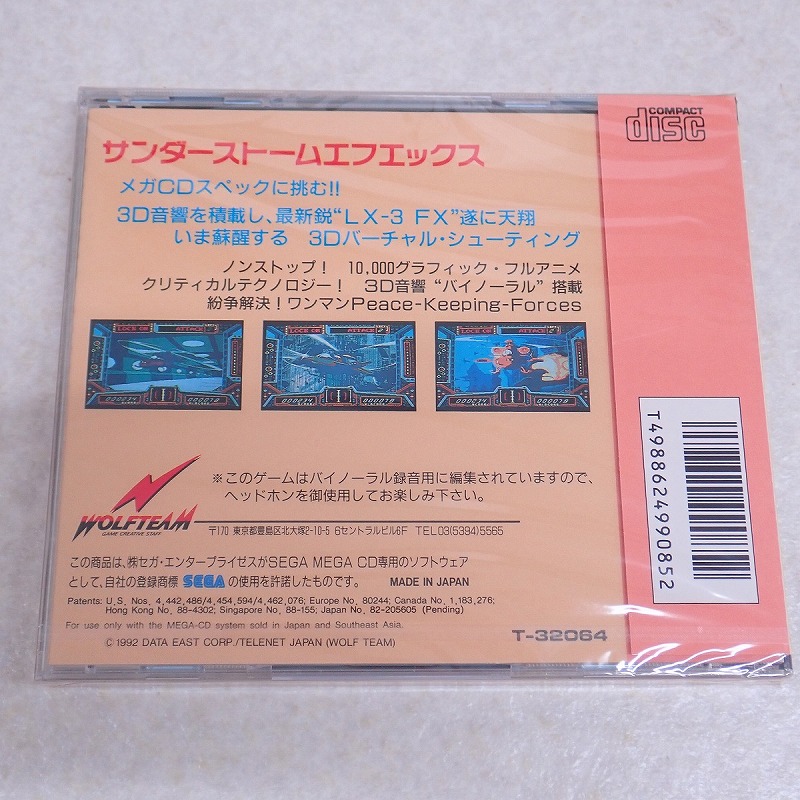 COMPACT
disc
サンダーストームエフエックス
メガCDスペックに挑む!!
3D音響を積載し、最新鋭“LX-3 FX”遂に天翔
いま蘇醒する 3Dバーチャル・シューティング
ノンストップ! 10,000グラフィック・フルアニメ
クリティカルテクノロジー! 3D音響“バイノーラル”搭載
紛争解決!ワンマンPeace-Keeping-Forces
LOCK ON ATTACK
LOCK ON ATTACK
LOCK ON ATTACK
T4988624990852
※このゲームはバイノーラル録音用に編集されていますので、
ヘッドホンを御使用してお楽しみ下さい。
WOLFTEAM
GAME CREATIVE STAFF
〒170 東京都豊島区北大塚2-10-5 6セントラルビル6F TEL03(5394)5565
この商品は、㈱セガ・エンタープライゼスがSEGA MEGA CD専用のソフトウェア
として、自社の登録商標 SEGA の使用を許諾したものです。 MADE IN JAPAN
Patents: U.S. Nos. 4,442,486/4,454,594/4,462,076; Europe No. 80244; Canada No. 1,183,276;
Hong Kong No. 88-4302; Singapore No. 88-155; Japan No. 82-205605 (Pending)
For use only with the MEGA-CD system sold in Japan and Southeast Asia.
© 1992 DATA EAST CORP./TELENET JAPAN (WOLF TEAM)
T-32064